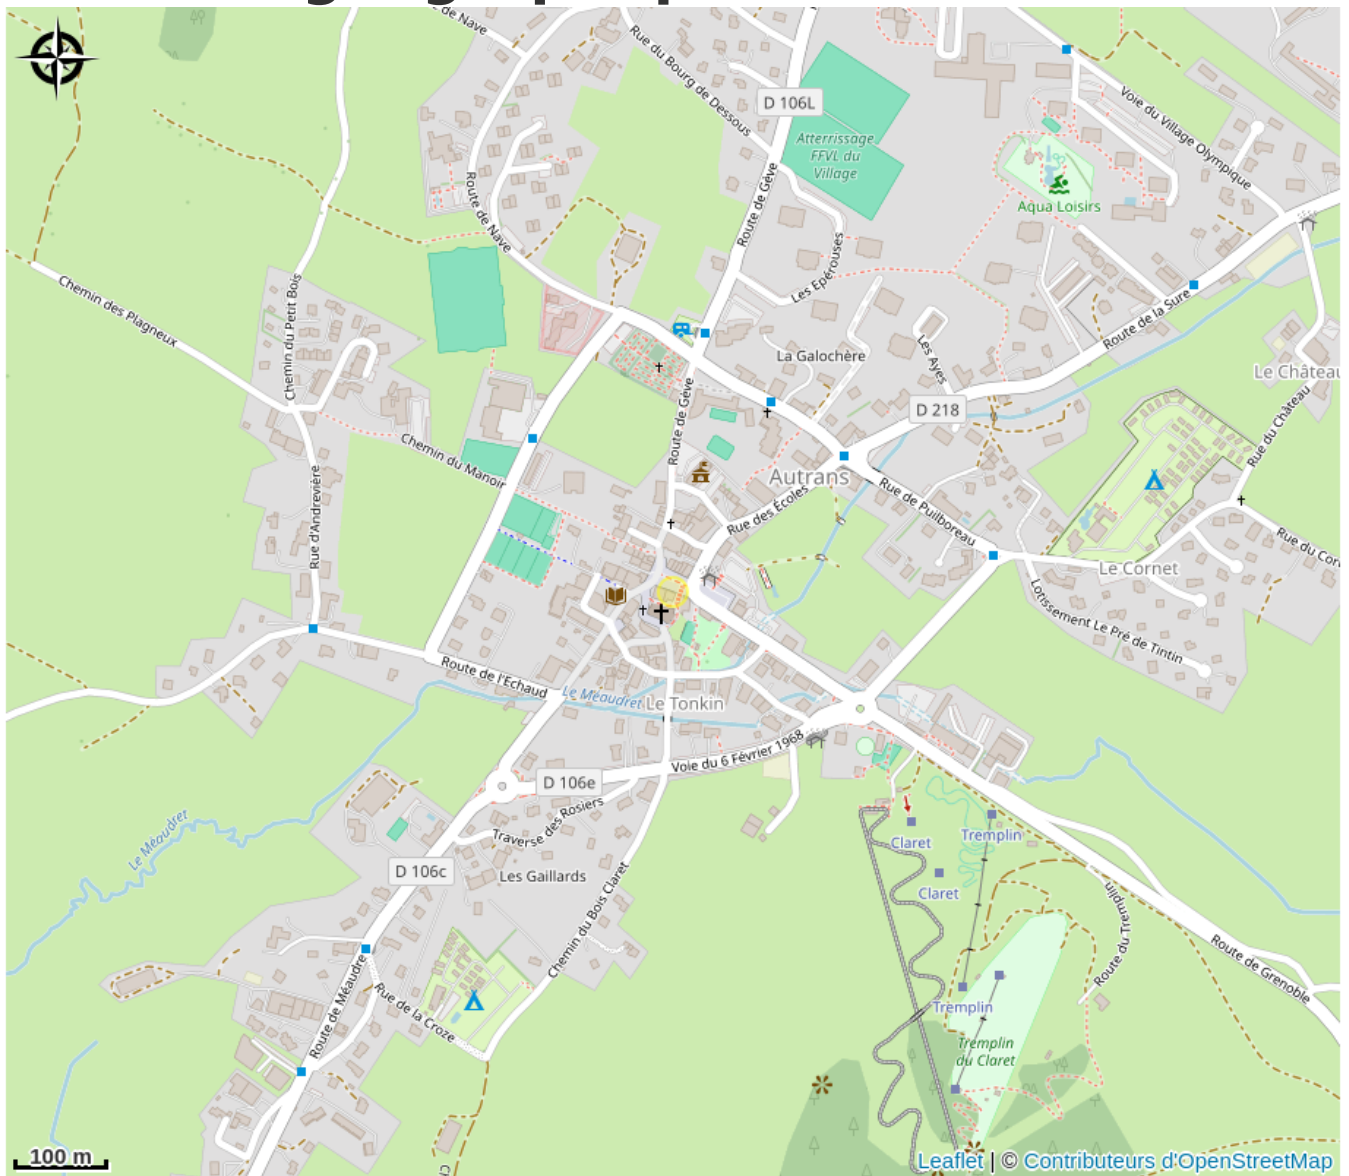 de Nave
Rue du Bourg de Dessous
D 106L
Voie du Village Olympique
Atterrissage
FFVL du
Village
Aqua Loisirs
Route de Nave
Route de Gève
Les Epérouses
Chemin des Plagneux
Chemin du Petit Bois
Route de la Sure
La Galochère
Les Ayes
Le Château
D 218
Rue du Château
Route de Gève
Chemin du Manoir
Autrans
Rue des Écoles
Rue de Puilboreau
Rue d'Andrevière
Rue du Cor
Le Cornet
Lotissement Le Pré de Tintin
Route de l'Echaud
Le Méaudret
Le Tonkin
Voie du 6 Février 1968
D 106e
Traverse des Rosiers
Le Méaudret
Claret
Tremplin
D 106c
Les Gaillards
Claret
Chemin du Bois Claret
Route du Tremplin
Route de Grenoble
Route de Méaudre
Rue de la Croze
Tremplin
Tremplin
du Claret
100 m
Leaflet | © Contributeurs d'OpenStreetMap